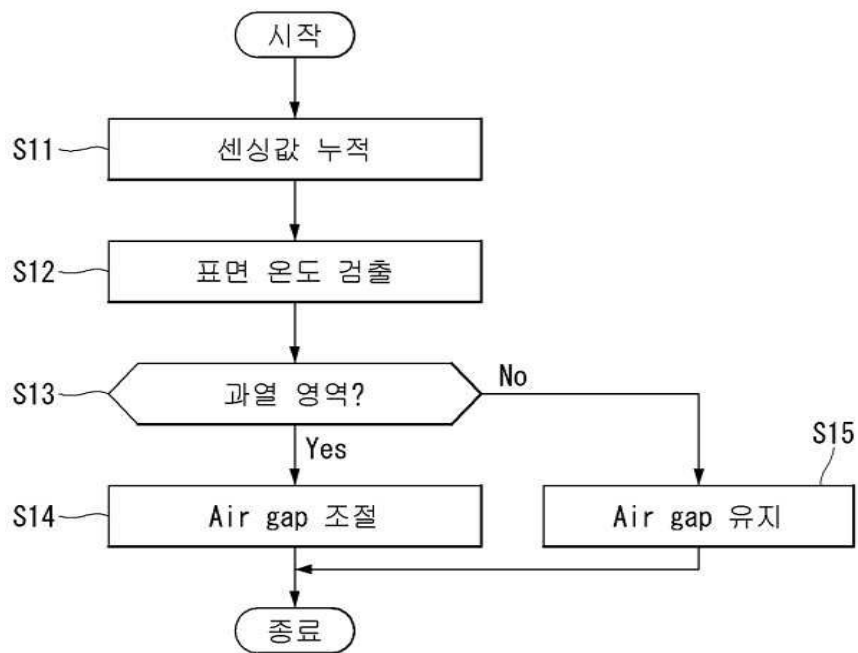 시작
S11
센싱값 누적
S12
표면 온도 검출
S13
과열 영역?
No
Yes
S15
S14
Air gap 조절
Air gap 유지
종료